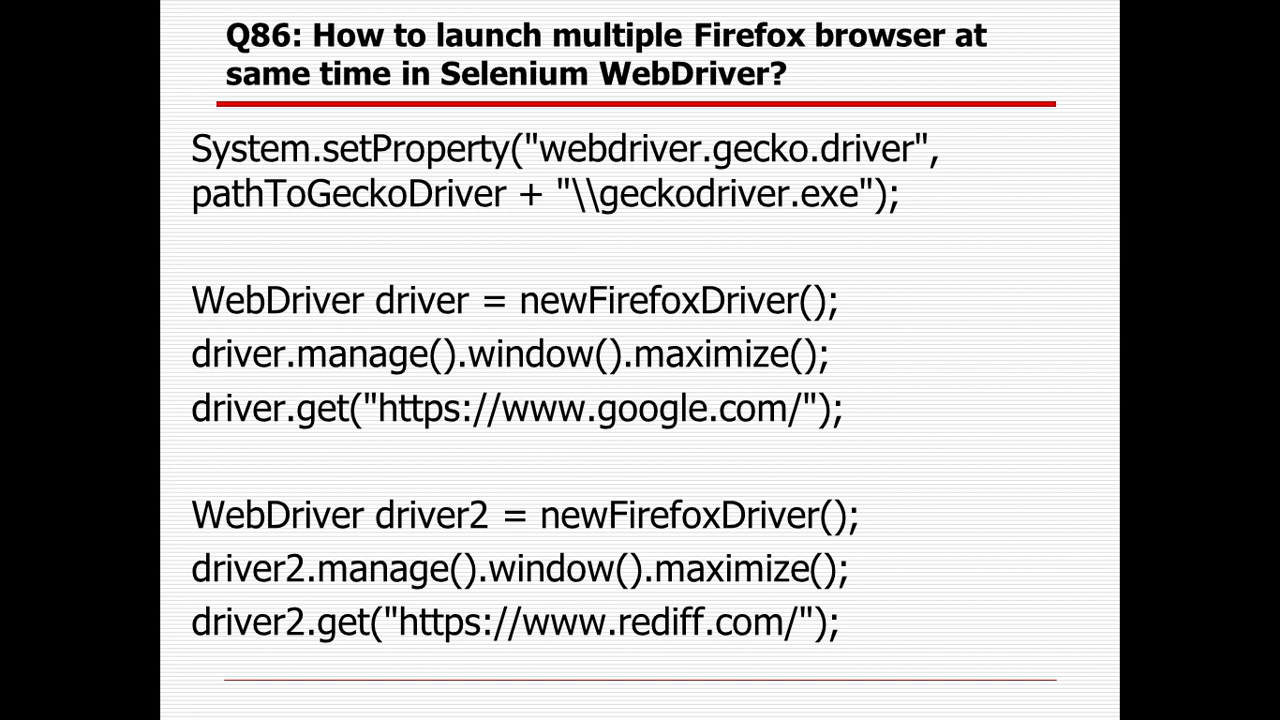 Q86: How to launch multiple Firefox browser at
same time in Selenium WebDriver?
System.setProperty("webdriver.gecko.driver",
pathToGeckoDriver + "\\geckodriver.exe");
WebDriver driver = newFirefoxDriver();
driver.manage().window().maximize();
driver.get("https://www.google.com/");
WebDriver driver2 = newFirefoxDriver();
driver2.manage().window().maximize();
driver2.get("https://www.rediff.com/");